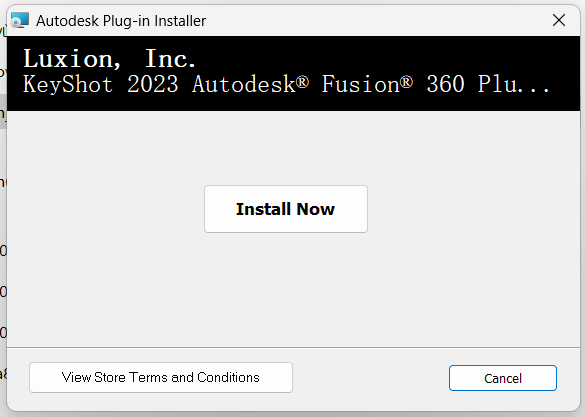 Autodesk Plug-in Installer
Luxion, Inc.
KeyShot 2023 Autodesk® Fusion® 360 Plu...
Install Now
View Store Terms and Conditions
Cancel